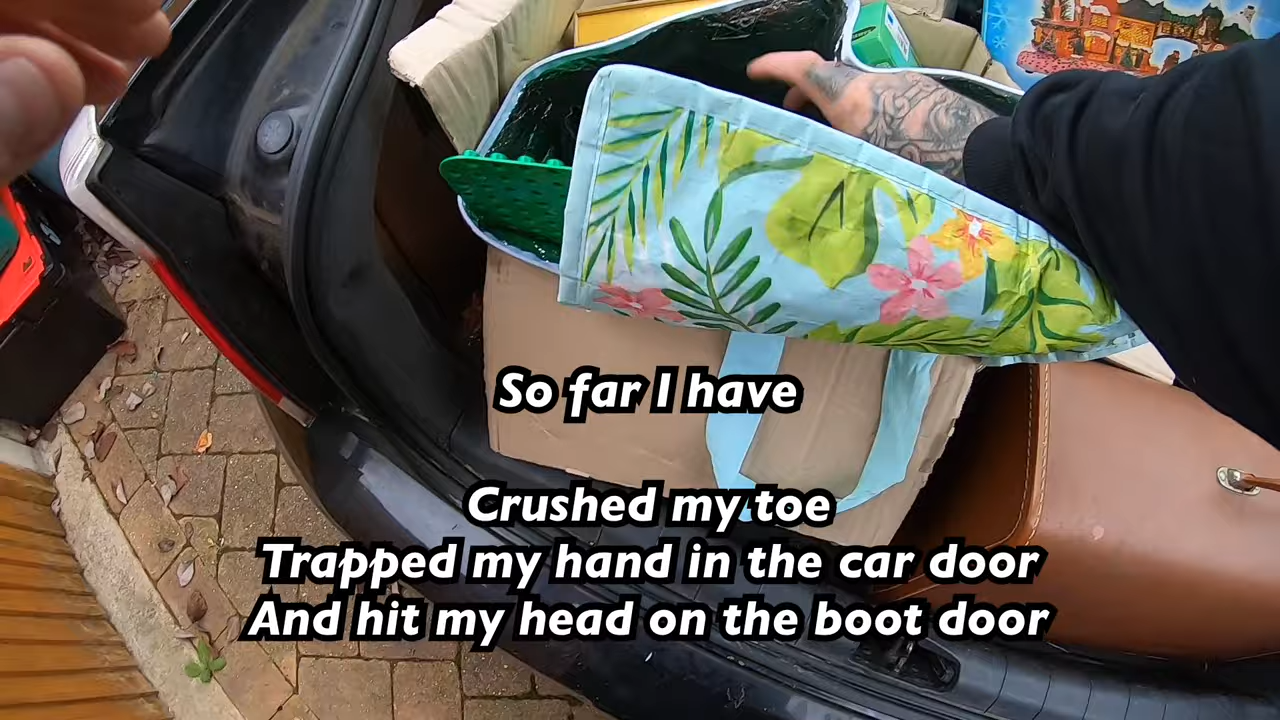 So far I have
Crushed my toe
Trapped my hand in the car door
And hit my head on the boot door